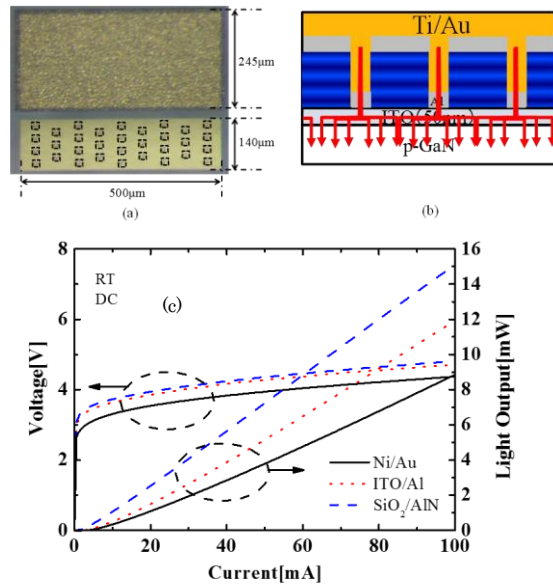 245μm
140μm
500μm
(a)
Ti/Au
Al
ITO(50nm)
p-GaN
(b)
(c)
RT
DC
Voltage[V]
8
6
4
2
0
Light Output[mW]
16
14
12
10
8
6
4
2
0
Ni/Au
ITO/Al
SiO₂/AlN
0 20 40 60 80 100
Current[mA]